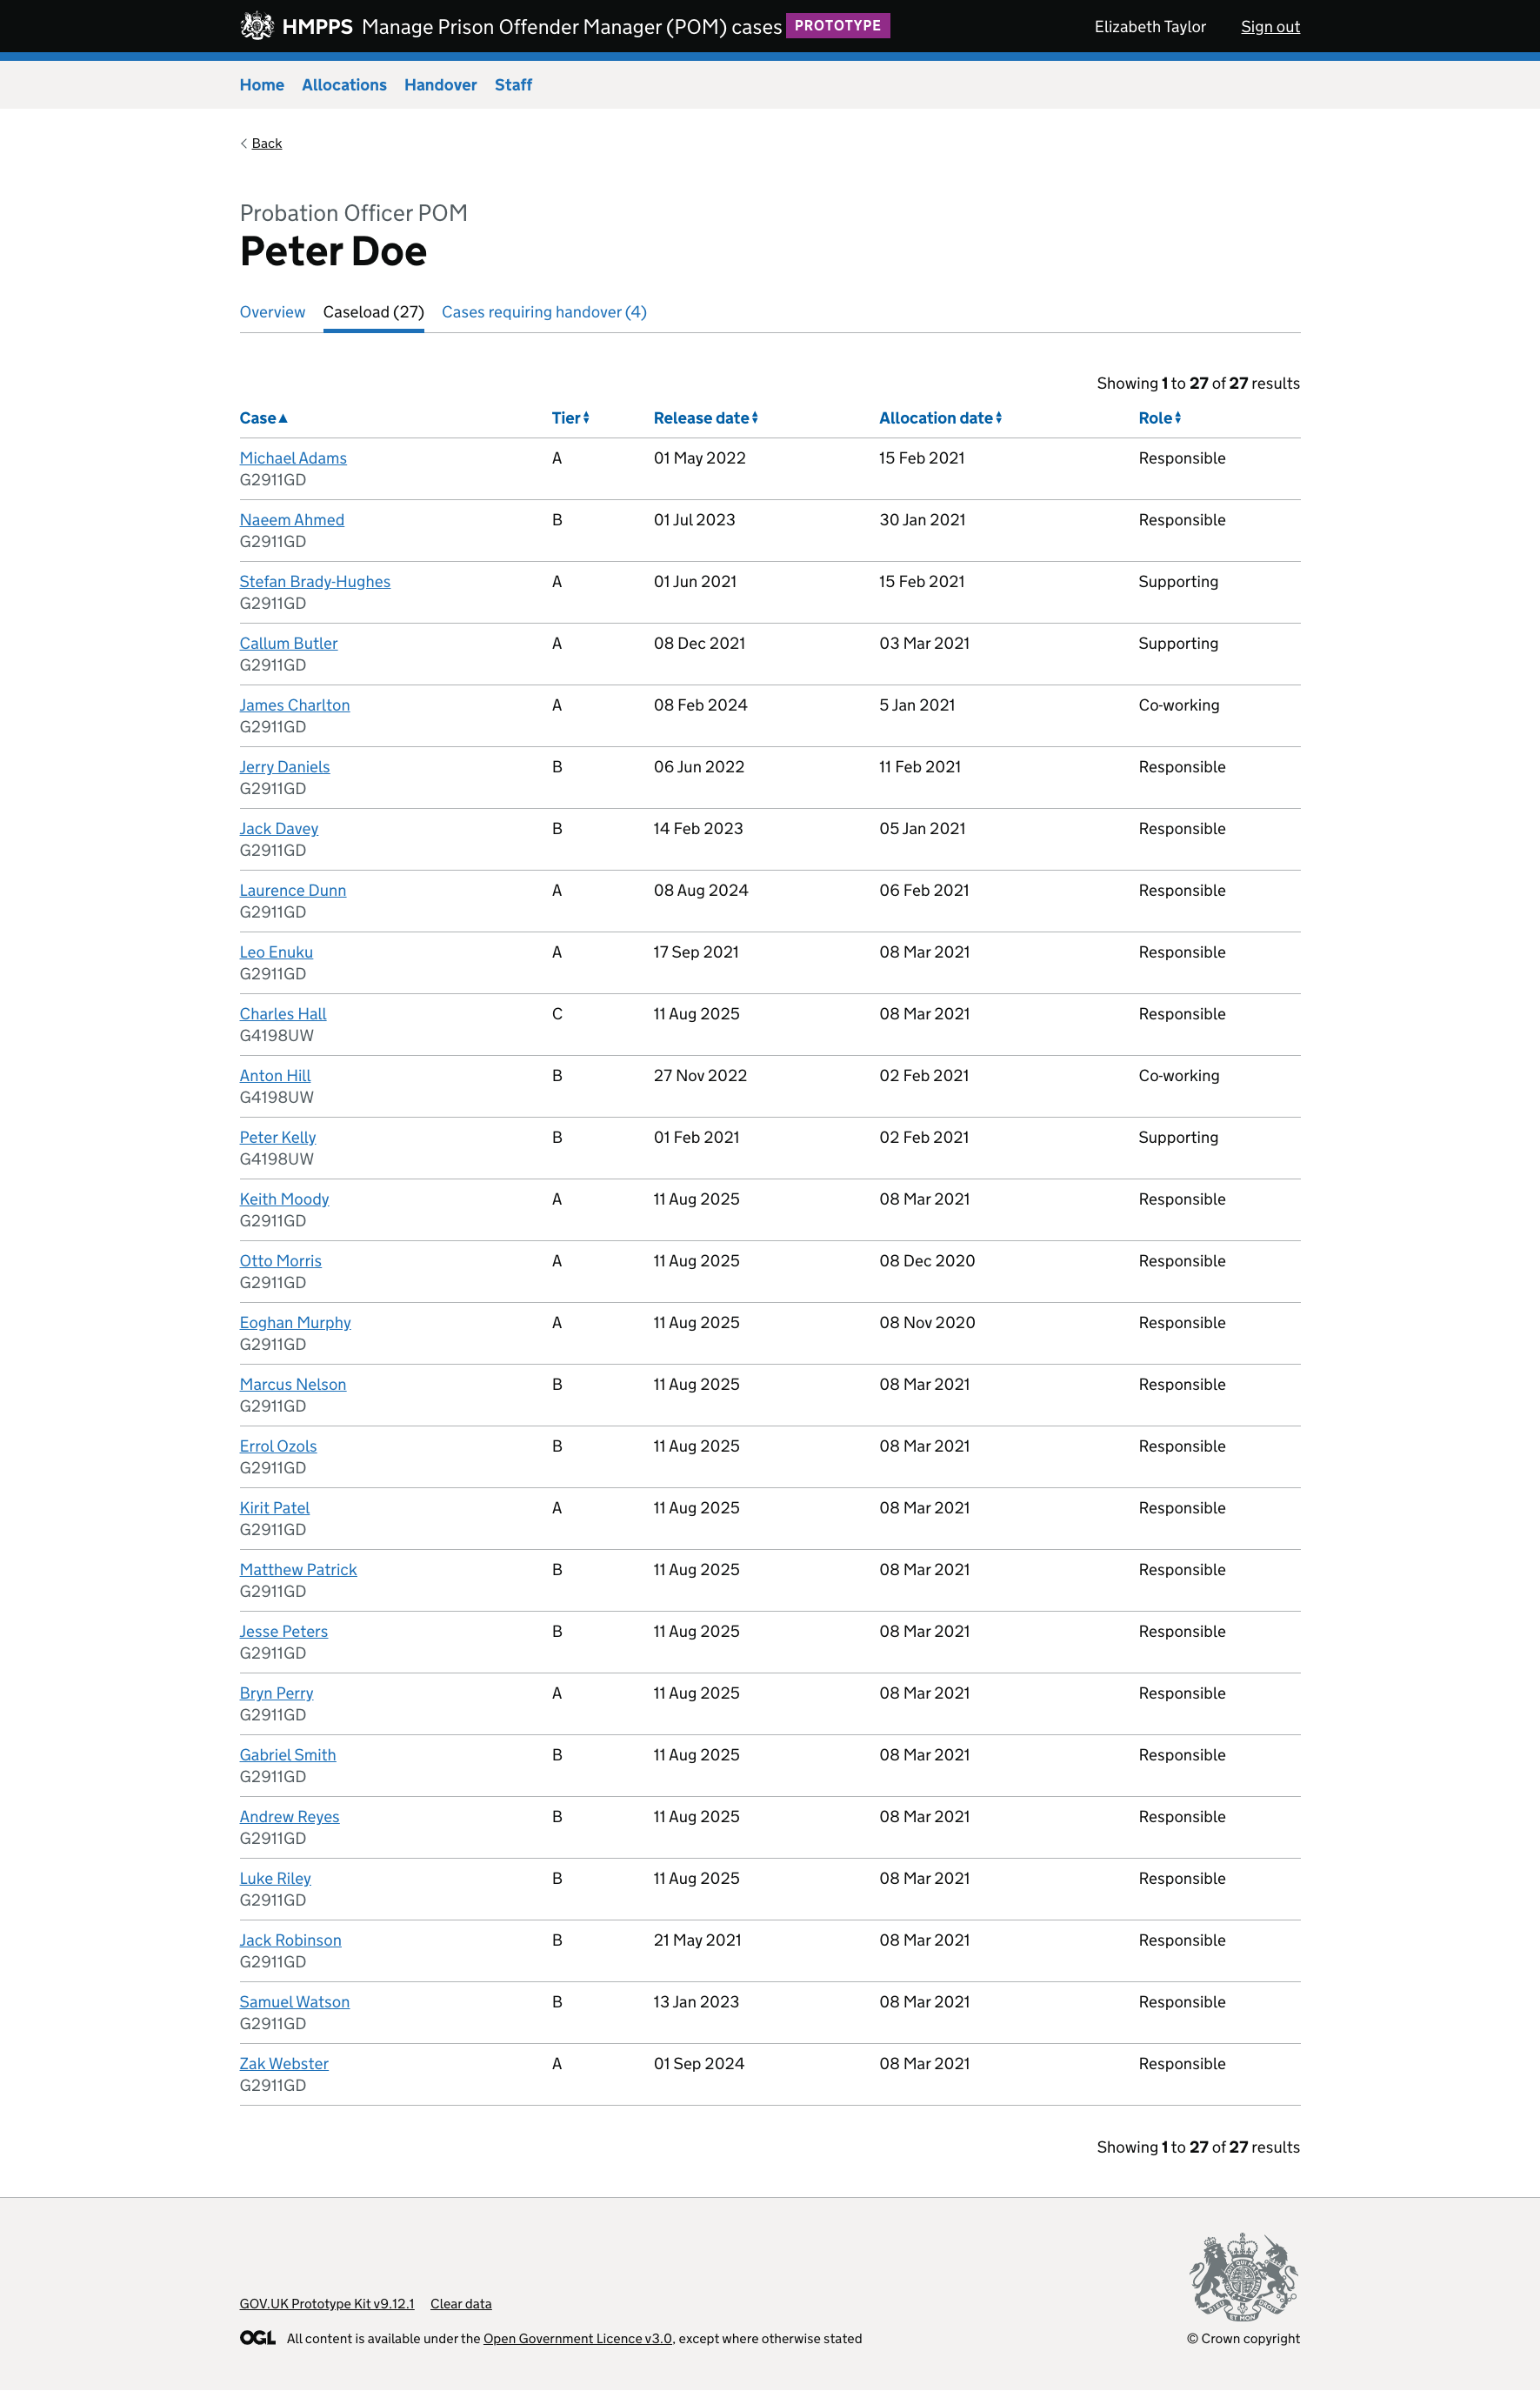 HMPPS Manage Prison Offender Manager (POM) cases PROTOTYPE Elizabeth Taylor Sign out
Home Allocations Handover Staff
Back
Probation Officer POM
Peter Doe
Overview Caseload (27) Cases requiring handover (4)
Showing 1 to 27 of 27 results
Case Tier Release date Allocation date Role
Michael Adams A 01 May 2022 15 Feb 2021 Responsible
G2911GD
Naeem Ahmed B 01 Jul 2023 30 Jan 2021 Responsible
G2911GD
Stefan Brady-Hughes A 01 Jun 2021 15 Feb 2021 Supporting
G2911GD
Callum Butler A 08 Dec 2021 03 Mar 2021 Supporting
G2911GD
James Charlton A 08 Feb 2024 5 Jan 2021 Co-working
G2911GD
Jerry Daniels B 06 Jun 2022 11 Feb 2021 Responsible
G2911GD
Jack Davey B 14 Feb 2023 05 Jan 2021 Responsible
G2911GD
Laurence Dunn A 08 Aug 2024 06 Feb 2021 Responsible
G2911GD
Leo Enuku A 17 Sep 2021 08 Mar 2021 Responsible
G2911GD
Charles Hall C 11 Aug 2025 08 Mar 2021 Responsible
G4198UW
Anton Hill B 27 Nov 2022 02 Feb 2021 Co-working
G4198UW
Peter Kelly B 01 Feb 2021 02 Feb 2021 Supporting
G4198UW
Keith Moody A 11 Aug 2025 08 Mar 2021 Responsible
G2911GD
Otto Morris A 11 Aug 2025 08 Dec 2020 Responsible
G2911GD
Eoghan Murphy A 11 Aug 2025 08 Nov 2020 Responsible
G2911GD
Marcus Nelson B 11 Aug 2025 08 Mar 2021 Responsible
G2911GD
Errol Ozols B 11 Aug 2025 08 Mar 2021 Responsible
G2911GD
Kirit Patel A 11 Aug 2025 08 Mar 2021 Responsible
G2911GD
Matthew Patrick B 11 Aug 2025 08 Mar 2021 Responsible
G2911GD
Jesse Peters B 11 Aug 2025 08 Mar 2021 Responsible
G2911GD
Bryn Perry A 11 Aug 2025 08 Mar 2021 Responsible
G2911GD
Gabriel Smith B 11 Aug 2025 08 Mar 2021 Responsible
G2911GD
Andrew Reyes B 11 Aug 2025 08 Mar 2021 Responsible
G2911GD
Luke Riley B 11 Aug 2025 08 Mar 2021 Responsible
G2911GD
Jack Robinson B 21 May 2021 08 Mar 2021 Responsible
G2911GD
Samuel Watson B 13 Jan 2023 08 Mar 2021 Responsible
G2911GD
Zak Webster A 01 Sep 2024 08 Mar 2021 Responsible
G2911GD
Showing 1 to 27 of 27 results
GOV.UK Prototype Kit v9.12.1 Clear data
OGL All content is available under the Open Government Licence v3.0, except where otherwise stated
© Crown copyright